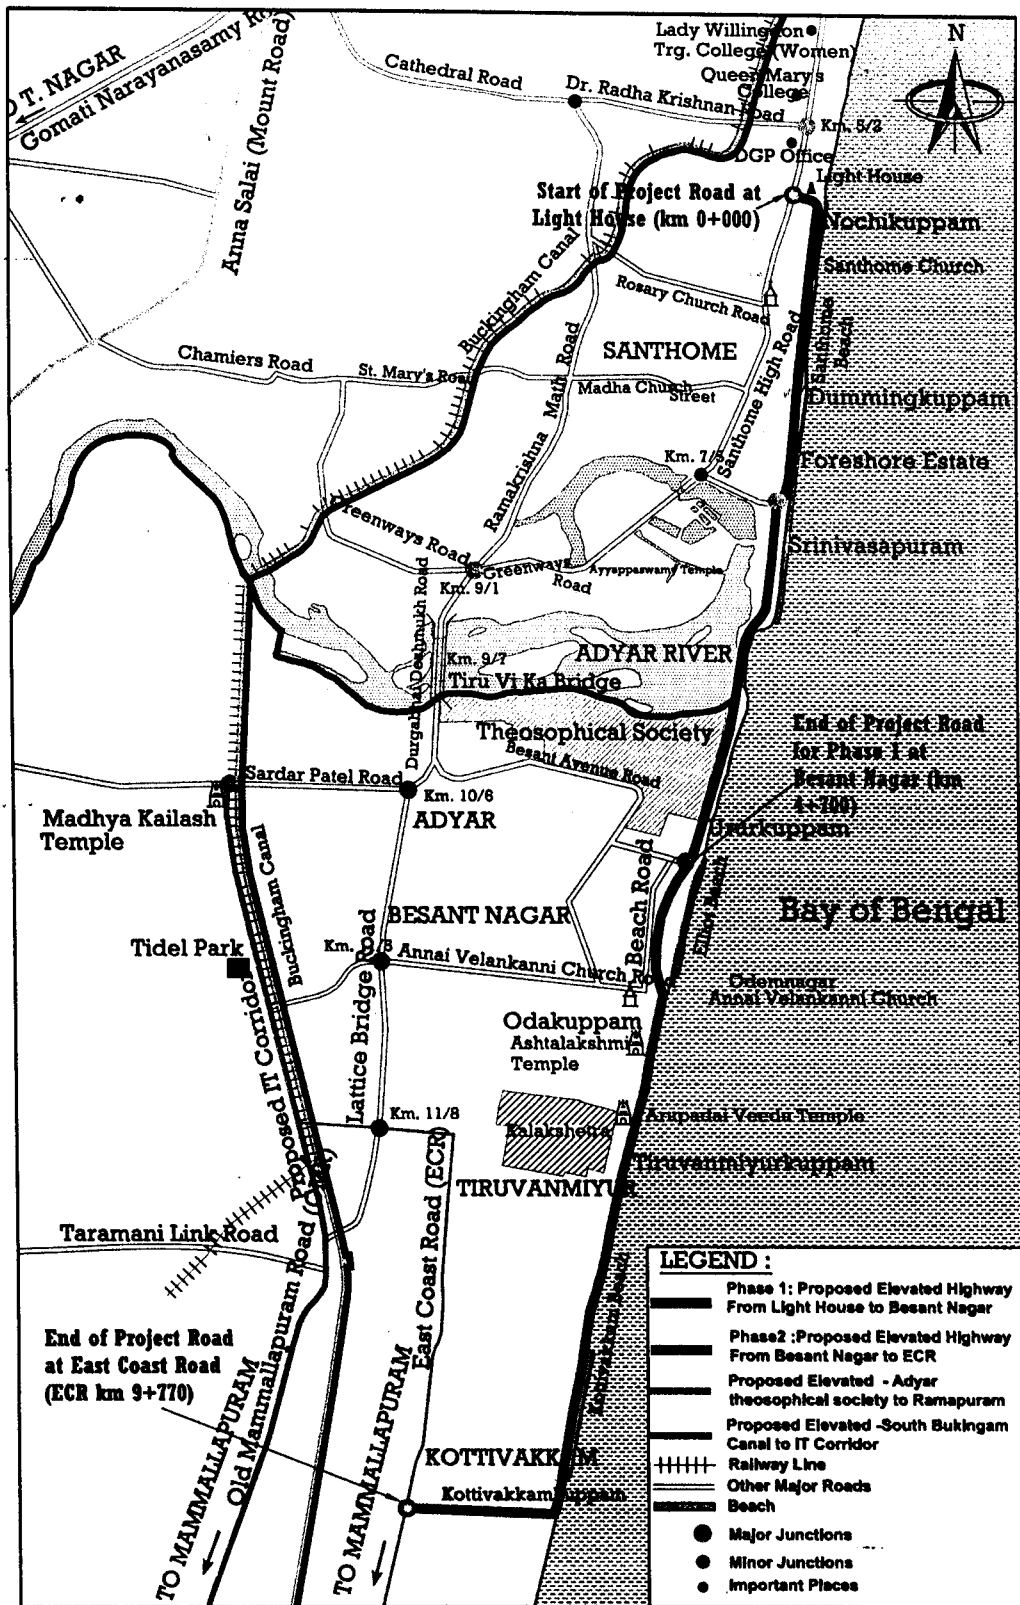 Lady Willington
Trg. College (Women)
Queen Mary's
College
N
T. NAGAR
Gomati Narayanasamy
Anna Salai (Mount Road)
Cathedral Road
Dr. Radha Krishnan Road
Km. 5/2
DGP Office
Light House
Start of Project Road at
Light House (km 0+000)
Nochikuppam
Santhome Church
Buckingham Canal
Rosary Church Road
Santhome
Beach
SANTHOME
Chamiers Road
St. Mary's Road
Ramakrishna Math Road
Madha Church
Street
Santhome High Road
Dummingkuppam
Km. 7/5
Foreshore Estate
Greenways Road
Srinivasapuram
Greenways
Road
Ayyappaswamy Temple
Km. 9/1
Durgabhai Deshmukh Road
Km. 9/7
ADYAR RIVER
Tiru Vi Ka Bridge
Theosophical Society
Besant Avenue Road
End of Project Road
for Phase 1 at
Besant Nagar (km
4+700)
Sardar Patel Road
Km. 10/6
Madhya Kailash
Temple
ADYAR
Ururkuppam
Buckingham Canal
Beach Road
Elliot Beach
Bay of Bengal
BESANT NAGAR
Tidel Park
Annai Velankanni Church Road
Odemnagar
Annai Velankanni Church
Proposed IT Corridor
Lattice Bridge Road
Odakuppam
Ashtalakshmi
Temple
Km. 11/8
Arupadai Veedu Temple
Kalakshetra
Tiruvanmiyurkuppam
TIRUVANMIYUR
Taramani Link Road
Old Mammallapuram Road
East Coast Road (ECR)
Kottivakkam Beach
End of Project Road
at East Coast Road
(ECR km 9+770)
TO MAMMALLAPURAM
TO MAMMALLAPURAM
KOTTIVAKKAM
Kottivakkamkuppam
LEGEND :
Phase 1: Proposed Elevated Highway
From Light House to Besant Nagar
Phase2 :Proposed Elevated Highway
From Besant Nagar to ECR
Proposed Elevated - Adyar
theosophical society to Ramapuram
Proposed Elevated -South Bukingam
Canal to IT Corridor
Railway Line
Other Major Roads
Beach
Major Junctions
Minor Junctions
Important Places